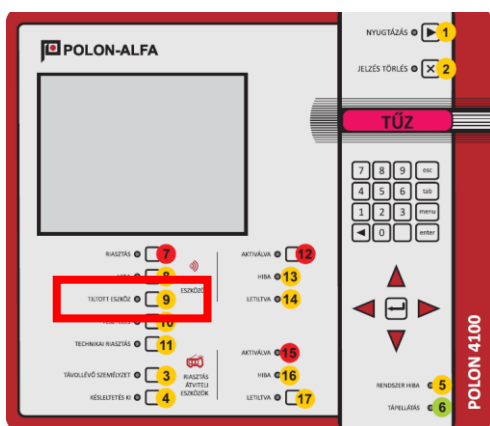 POLON-ALFA
NYUGTÁZÁS 1
JELZÉS TÖRLÉS 2
TŰZ
7 8 9 esc
4 5 6 tab
1 2 3 menu
0 enter
RIASZTÁS 7
8
TILTOTT ESZKÖZ 9
10
TECHNIKAI RIASZTÁS 11
TÁVOLLÉVŐ SZEMÉLYZET 3
KÉSLELTETÉS KI 4
AKTIVÁLVA 12
HIBA 13
LETILTVA 14
AKTIVÁLVA 15
HIBA 16
LETILTVA 17
RIASZTÁS
ÁTVITELI
ESZKÖZÖK
RENDSZER HIBA 5
TÁPELLÁTÁS 6
POLON 4100